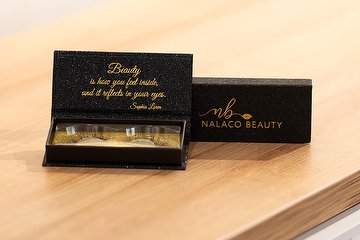 Beauty
is how you feel inside,
and it reflects in your eyes.
Sophia Loren
nb
NALACO BEAUTY